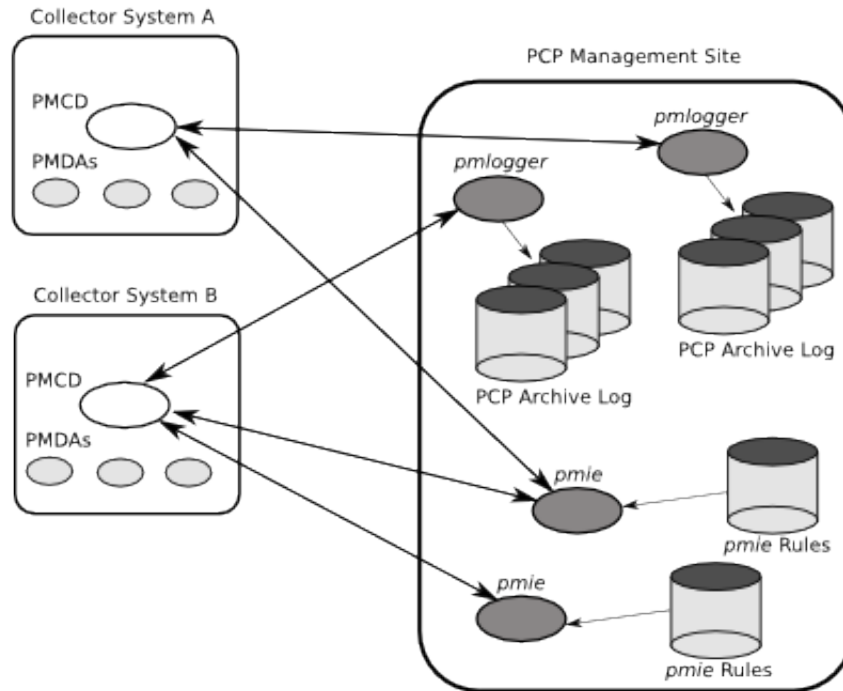 Collector System A
PMCD
PMDAs
Collector System B
PMCD
PMDAs
PCP Management Site
pmlogger
pmlogger
PCP Archive Log
PCP Archive Log
pmie
pmie Rules
pmie
pmie Rules